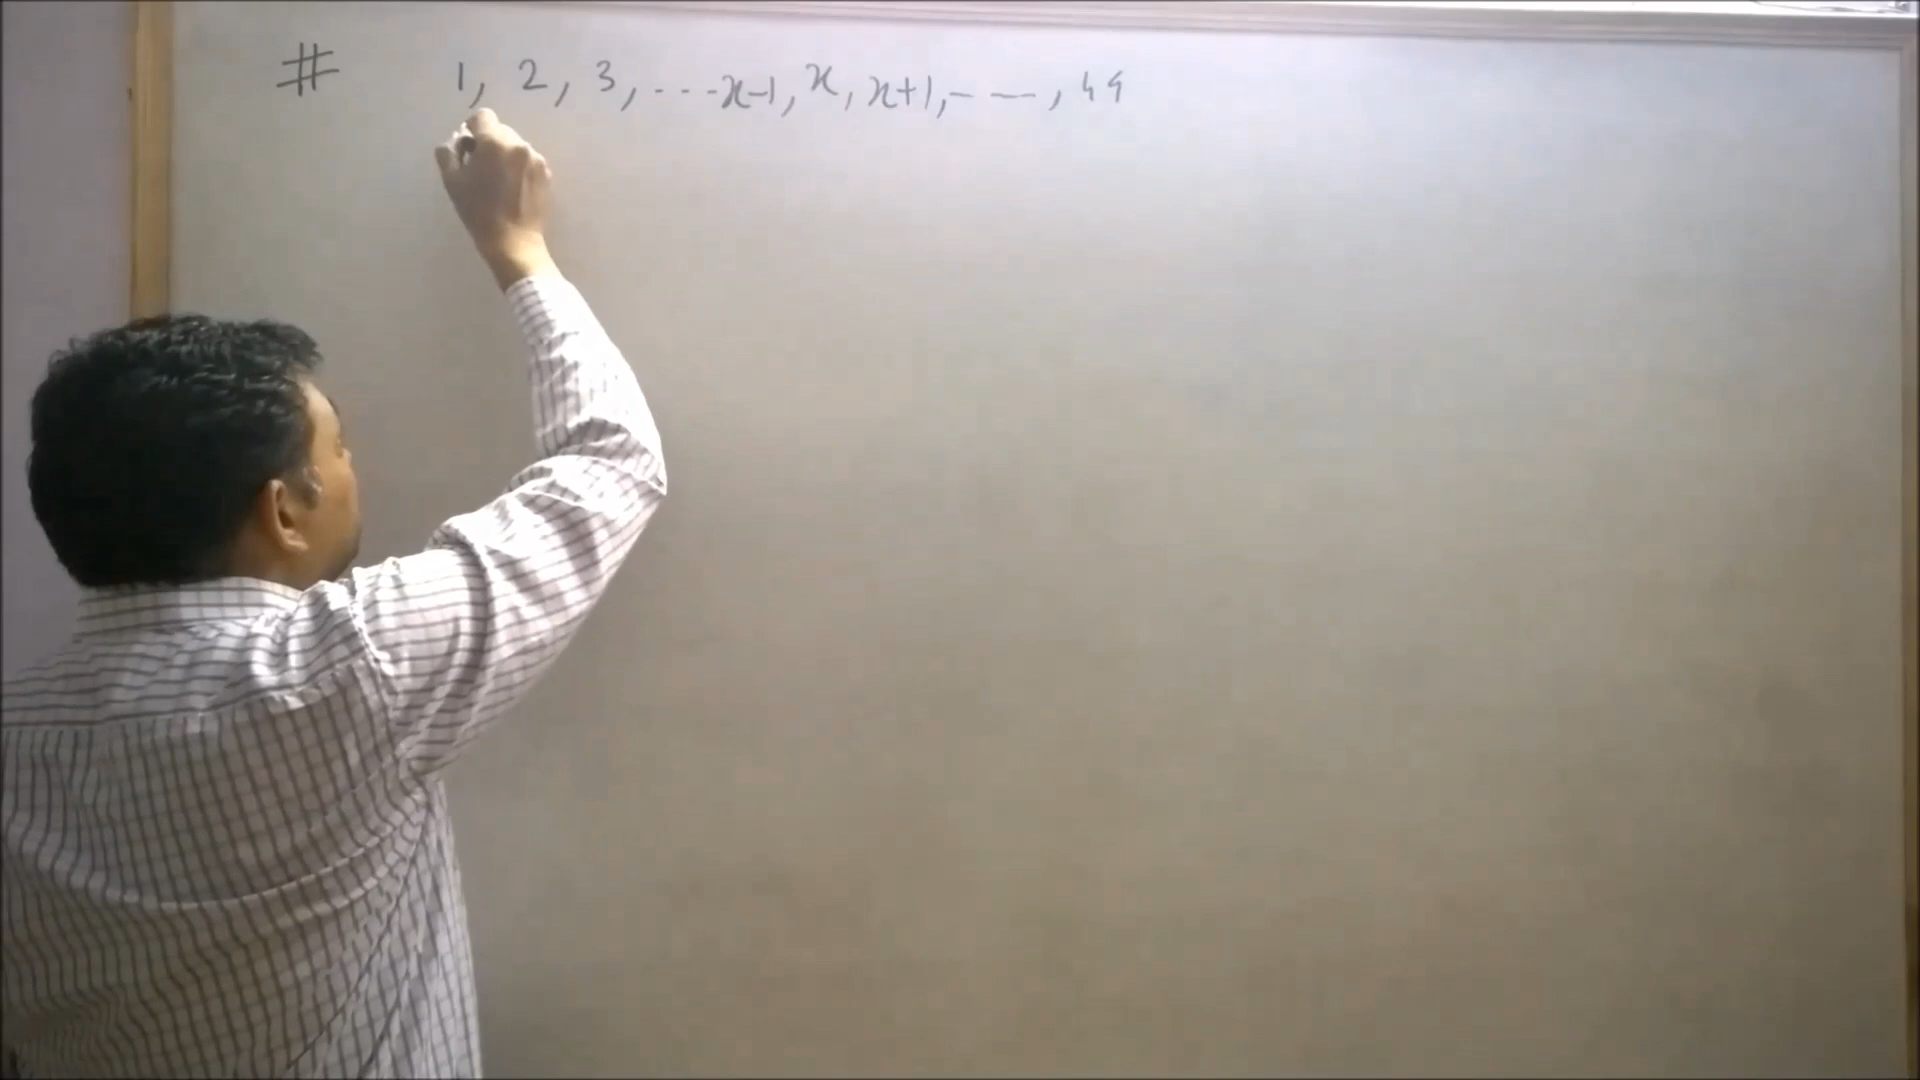 # 1, 2, 3, ---x-1, x, x+1, - —, 49